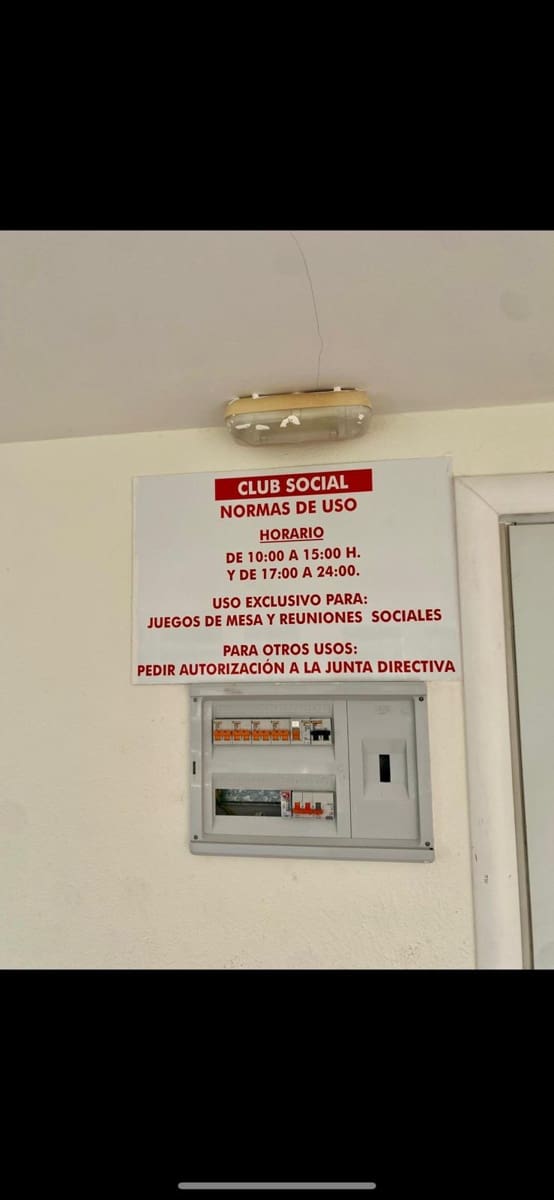 CLUB SOCIAL
NORMAS DE USO
HORARIO
DE 10:00 A 15:00 H.
Y DE 17:00 A 24:00.
USO EXCLUSIVO PARA:
JUEGOS DE MESA Y REUNIONES SOCIALES
PARA OTROS USOS:
PEDIR AUTORIZACIÓN A LA JUNTA DIRECTIVA